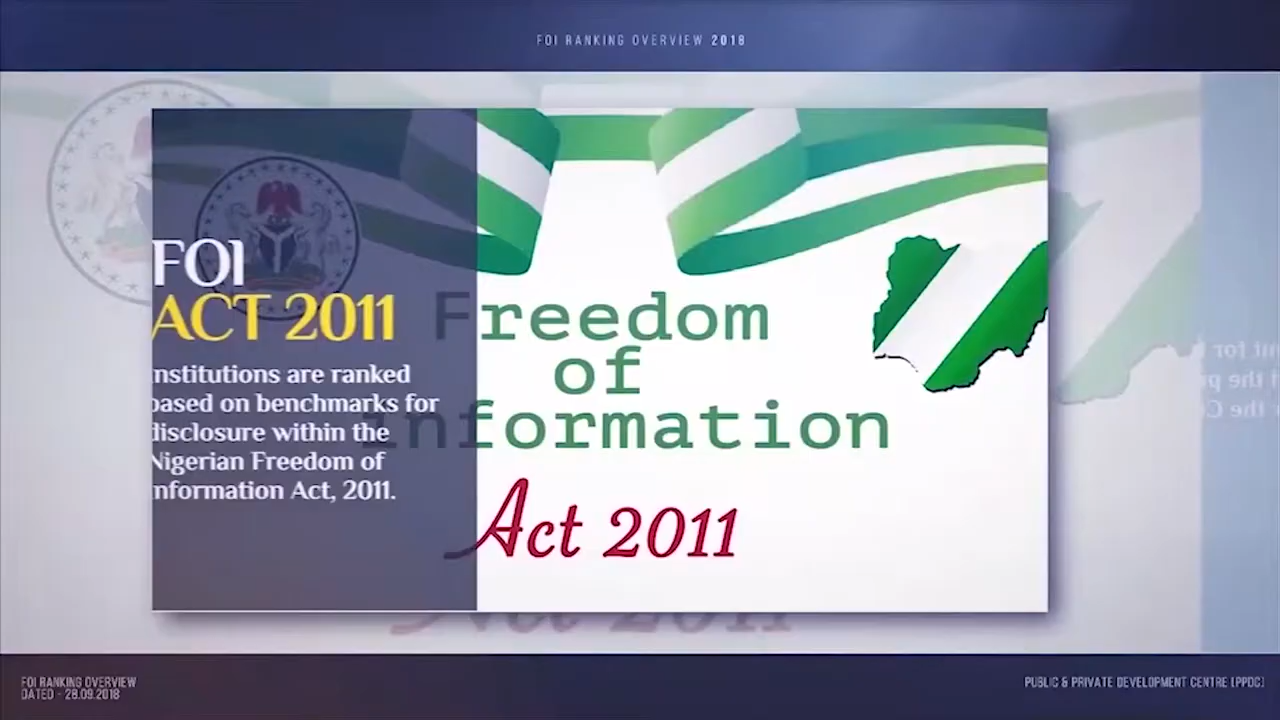 FOI RANKING OVERVIEW 2018
FOI
ACT 2011
Institutions are ranked
based on benchmarks for
disclosure within the
Nigerian Freedom of
Information Act, 2011.
Freedom
of
Information
Act 2011
Act 2011
FOI RANKING OVERVIEW
DATED - 28.09.2018
PUBLIC & PRIVATE DEVELOPMENT CENTRE (PPDC)